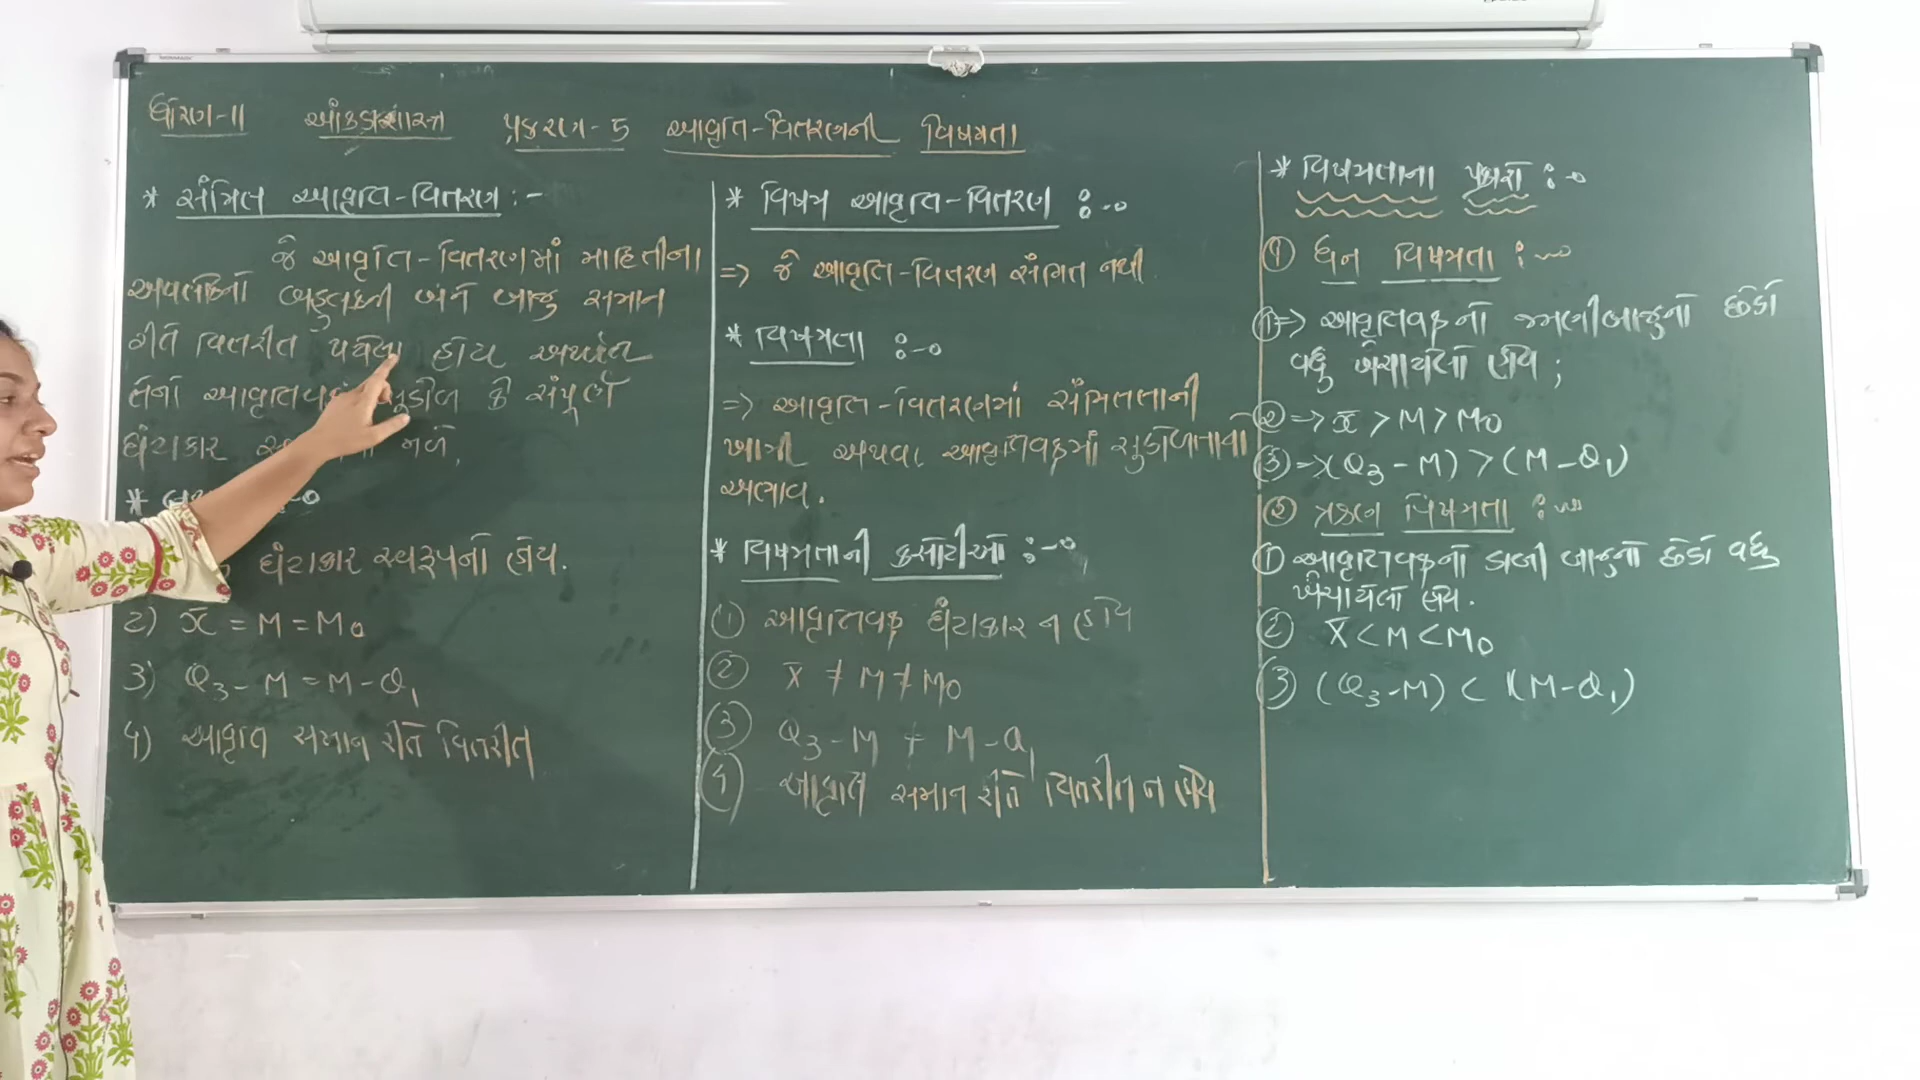 ધોરણ-11 આંકડાશાસ્ત્ર પ્રકરણ-5 આવૃત્તિ-વિતરણની વિષમતા
* સંમિત આવૃત્તિ-વિતરણ :-
જે આવૃત્તિ-વિતરણમાં માહિતીના
અવલોકનો બહુલકની બંને બાજુ સમાન
રીતે વિતરીત થયેલા હોય અથવા
તેનો આવૃત્તિવક્ર સુડોળ કે સંપૂર્ણ
ઘંટાકાર મળે.
*
ઘંટાકાર સ્વરૂપનો હોય.
2) x̄ = M = M₀
3) Q₃ - M = M - Q₁
4) આવૃત્તિ સમાન રીતે વિતરીત
* વિષમ આવૃત્તિ-વિતરણ :-
=> જે આવૃત્તિ-વિતરણ સંમિત નથી
* વિષમતા :-
=> આવૃત્તિ-વિતરણમાં સંમિતતાની
ખામી અથવા આવૃત્તિવક્રમાં સુડોળતાનો
અભાવ.
* વિષમતાની કસોટીઓ :-
① આવૃત્તિવક્ર ઘંટાકાર ન હોય
② x̄ ≠ M ≠ M₀
③ Q₃ - M ≠ M - Q₁
④ આવૃત્તિ સમાન રીતે વિતરીત ન હોય
* વિષમતાના પ્રકારો :-
૧ ધન વિષમતા :-
①=> આવૃત્તિવક્રનો જમણીબાજુનો છેડો
વધુ ખેંચાયેલો હોય;
②=> x̄ > M > M₀
③=> (Q₃ - M) > (M - Q₁)
૨ ઋણ વિષમતા :-
① આવૃત્તિવક્રનો ડાબી બાજુનો છેડો વધુ
ખેંચાયેલો હોય.
② x̄ < M < M₀
③ (Q₃ - M) < (M - Q₁)